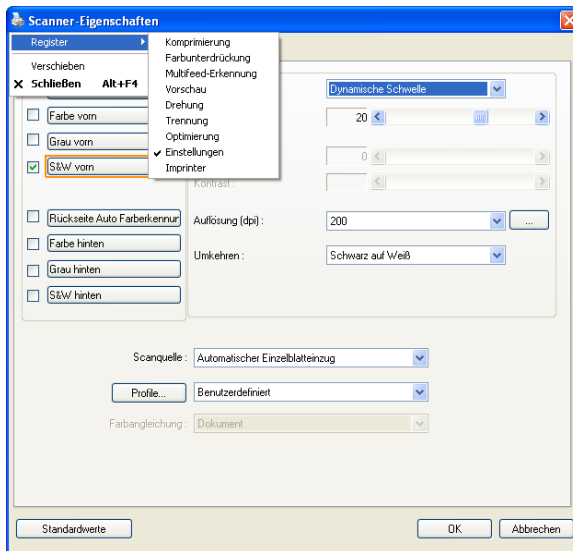 Scanner-Eigenschaften
Register
Verschieben
Schließen Alt+F4
Komprimierung
Farbunterdrückung
Multifeed-Erkennung
Vorschau
Drehung
Trennung
Optimierung
Einstellungen
Imprinter
Dynamische Schwelle
Farbe vorn
20
Grau vorn
S&W vorn
0
Kontrast :
Rückseite Auto Farberkennur
Auflösung (dpi) :
200
...
Farbe hinten
Umkehren :
Schwarz auf Weiß
Grau hinten
S&W hinten
Scanquelle :
Automatischer Einzelblatteinzug
Profile...
Benutzerdefiniert
Farbangleichung :
Dokument
Standardwerte
OK
Abbrechen